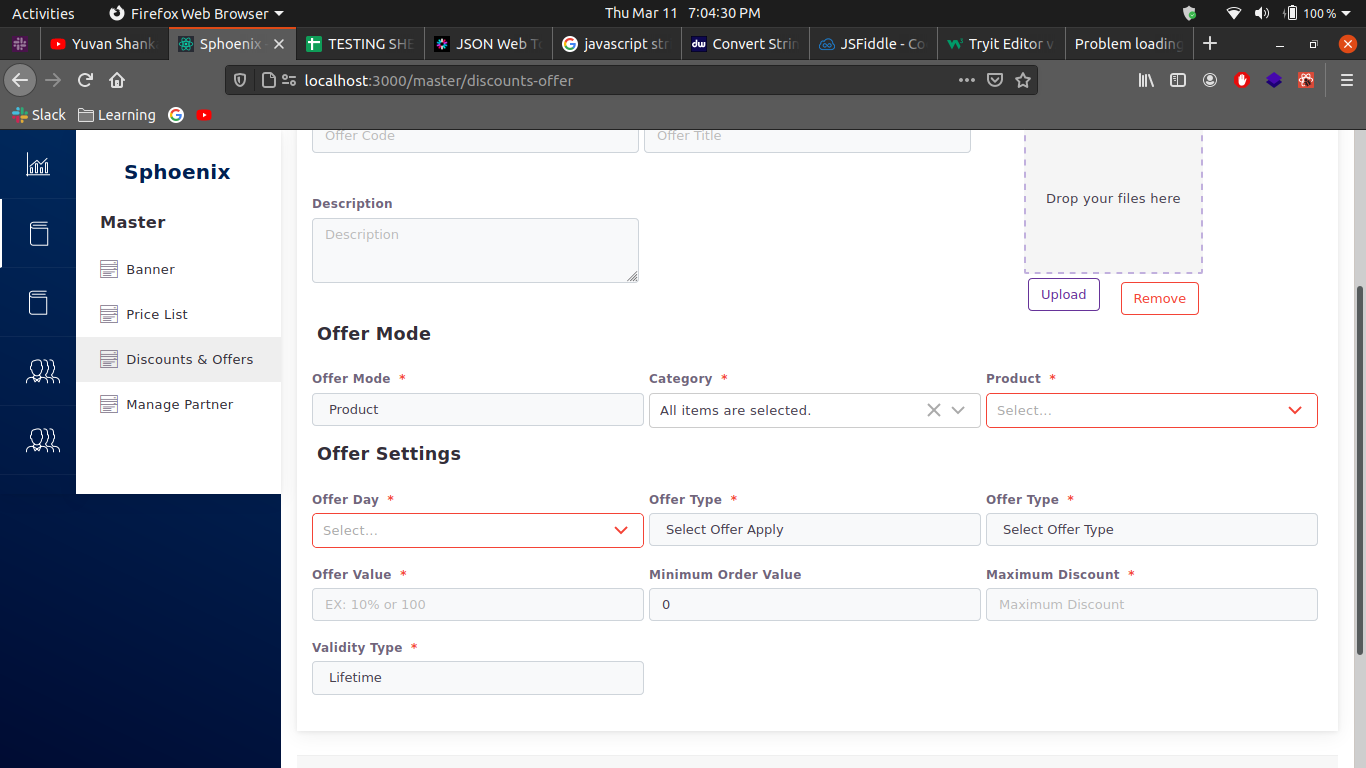 Activities Firefox Web Browser Thu Mar 11 7:04:30 PM 100 %
Yuvan Shank Sphoenix TESTING SHE JSON Web To javascript str Convert Strin JSFiddle - Co Tryit Editor v Problem loading
localhost:3000/master/discounts-offer
Slack Learning
Sphoenix
Master
Banner
Price List
Discounts & Offers
Manage Partner
Offer Code Offer Title
Drop your files here
Description
Description
Upload Remove
Offer Mode
Offer Mode * Category * Product *
Product All items are selected. Select...
Offer Settings
Offer Day * Offer Type * Offer Type *
Select... Select Offer Apply Select Offer Type
Offer Value * Minimum Order Value Maximum Discount *
EX: 10% or 100 0 Maximum Discount
Validity Type *
Lifetime